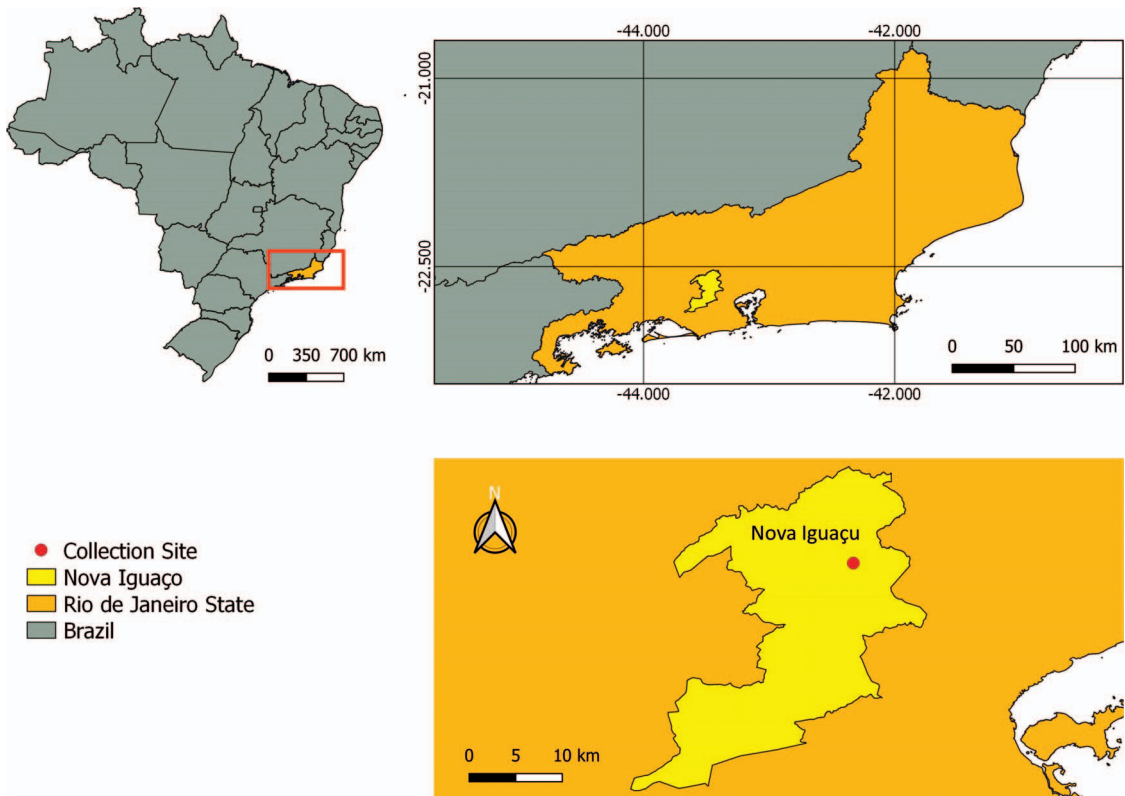 -44.000 -42.000
-21.000
-22.500
0 350 700 km
0 50 100 km
-44.000 -42.000
N
Nova Iguaçu
Collection Site
Nova Iguaço
Rio de Janeiro State
Brazil
0 5 10 km